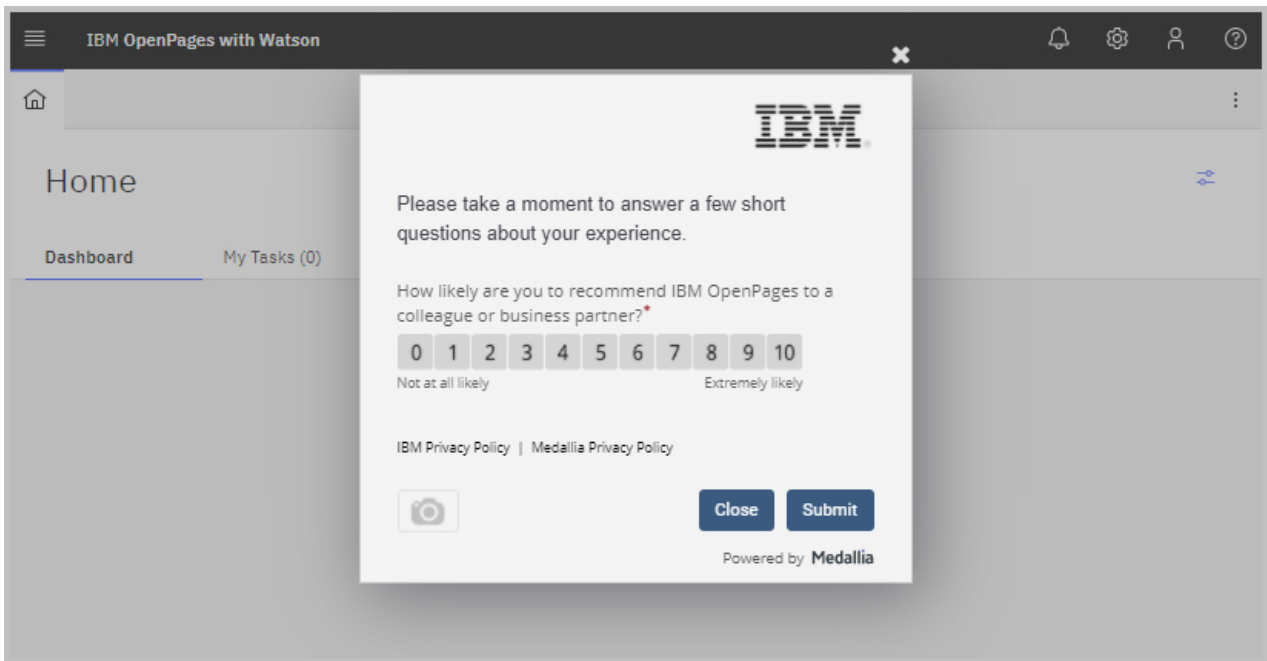 IBM OpenPages with Watson
IBM
Home
Please take a moment to answer a few short
questions about your experience.
Dashboard My Tasks (0)
How likely are you to recommend IBM OpenPages to a
colleague or business partner?*
0 1 2 3 4 5 6 7 8 9 10
Not at all likely Extremely likely
IBM Privacy Policy | Medallia Privacy Policy
Close Submit
Powered by Medallia